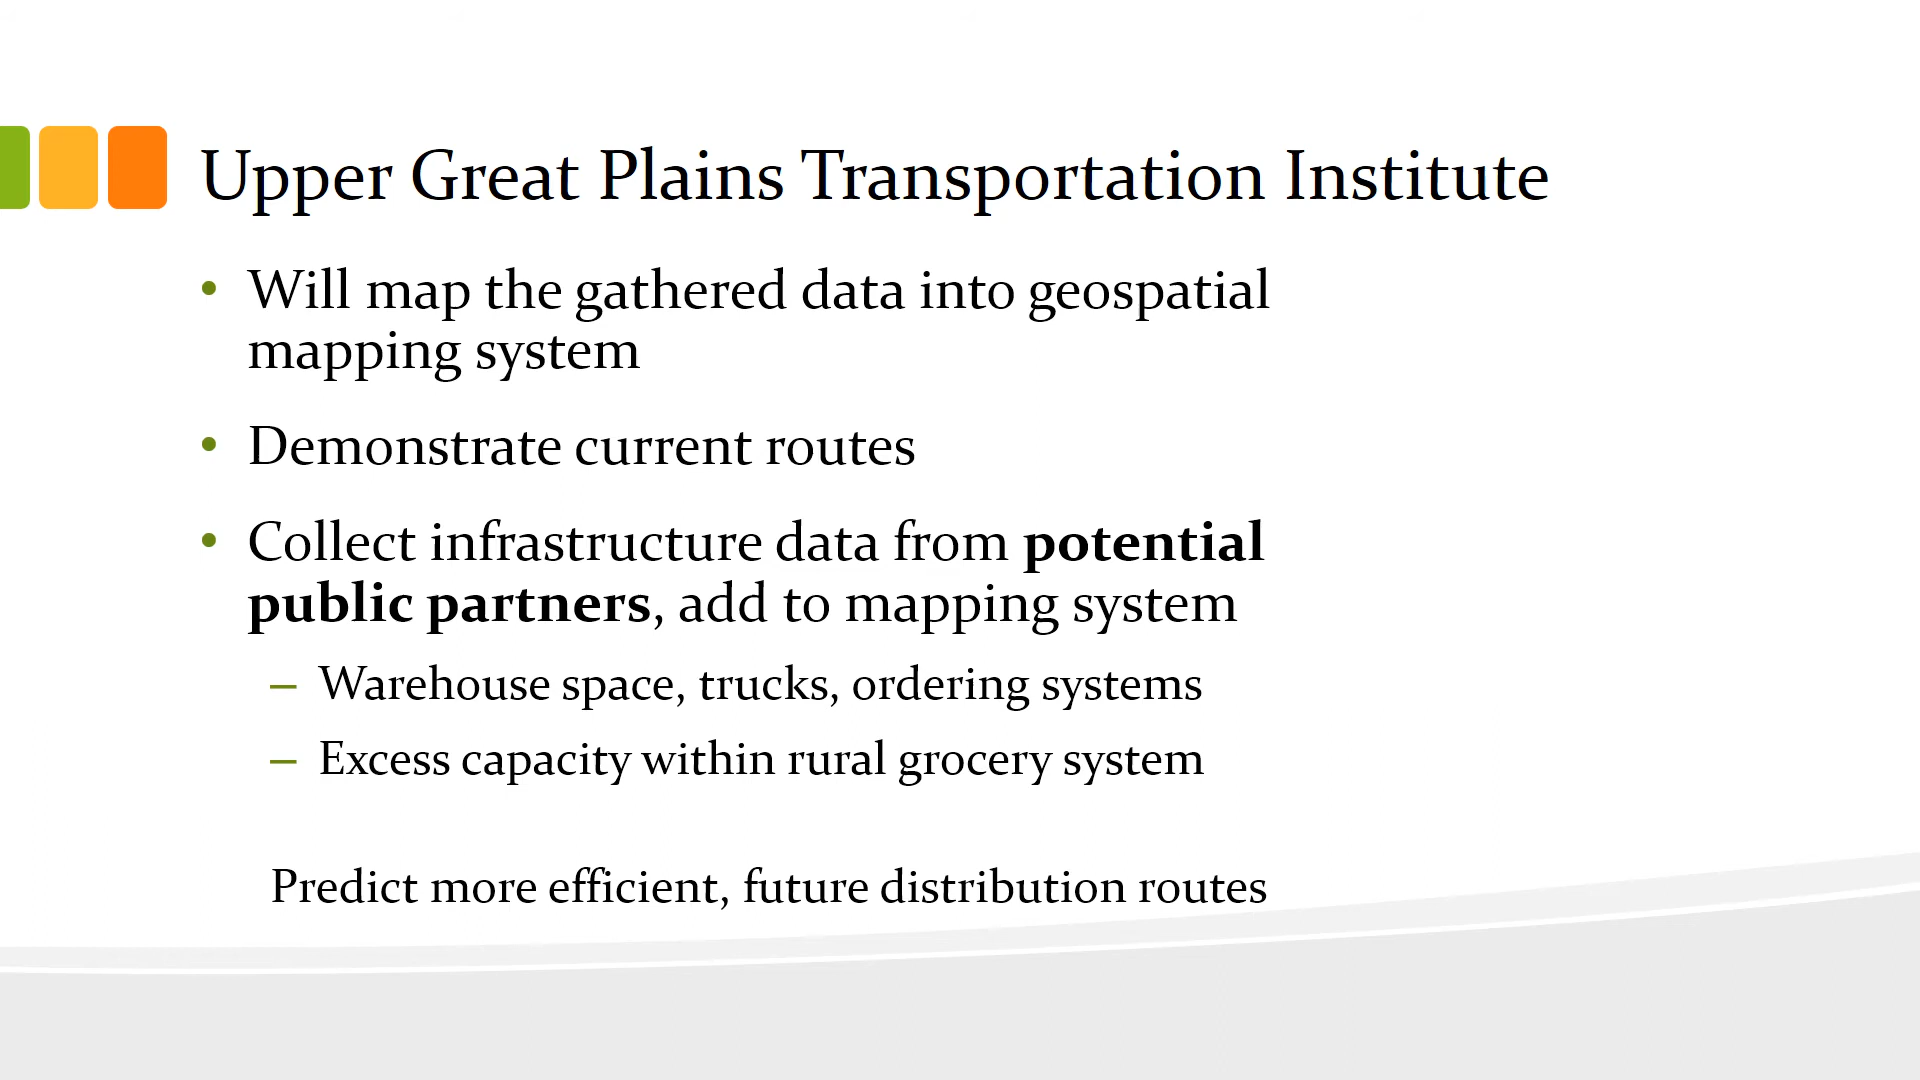 Upper Great Plains Transportation Institute
• Will map the gathered data into geospatial
mapping system
• Demonstrate current routes
• Collect infrastructure data from potential
public partners, add to mapping system
– Warehouse space, trucks, ordering systems
– Excess capacity within rural grocery system
Predict more efficient, future distribution routes